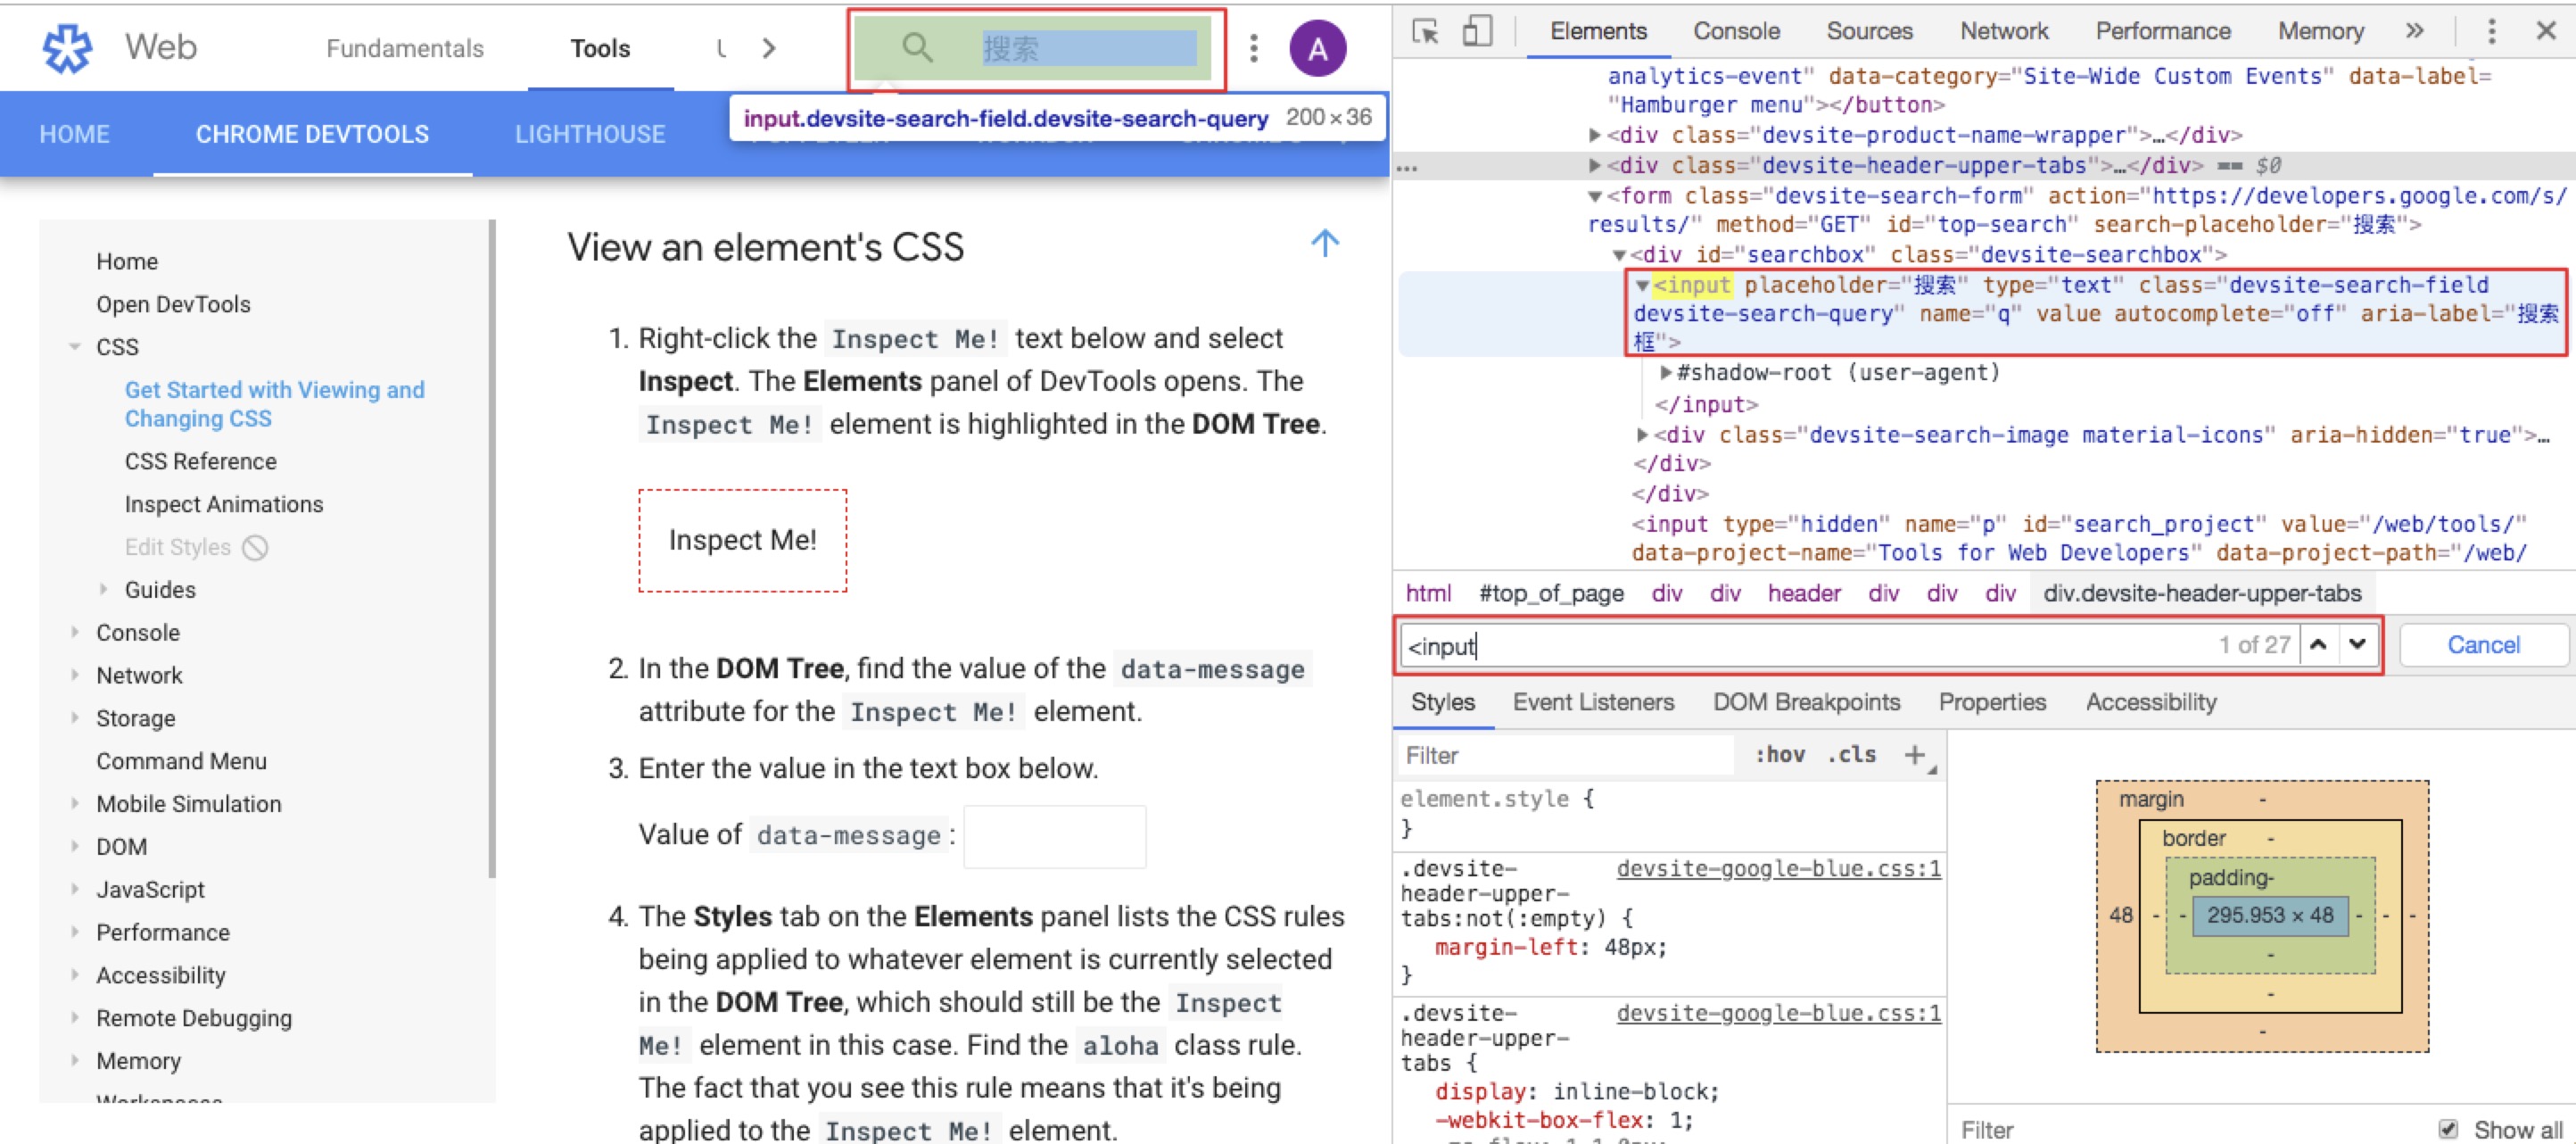 Web
Fundamentals
Tools
搜索
A
input.devsite-search-field.devsite-search-query 200 × 36
HOME
CHROME DEVTOOLS
LIGHTHOUSE
Home
Open DevTools
CSS
Get Started with Viewing and
Changing CSS
CSS Reference
Inspect Animations
Edit Styles
Guides
Console
Network
Storage
Command Menu
Mobile Simulation
DOM
JavaScript
Performance
Accessibility
Remote Debugging
Memory
View an element's CSS
1. Right-click the Inspect Me! text below and select
Inspect. The Elements panel of DevTools opens. The
Inspect Me! element is highlighted in the DOM Tree.
Inspect Me!
2. In the DOM Tree, find the value of the data-message
attribute for the Inspect Me! element.
3. Enter the value in the text box below.
Value of data-message:
4. The Styles tab on the Elements panel lists the CSS rules
being applied to whatever element is currently selected
in the DOM Tree, which should still be the Inspect
Me! element in this case. Find the aloha class rule.
The fact that you see this rule means that it's being
applied to the Inspect Me! element.
Elements Console Sources Network Performance Memory »
analytics-event" data-category="Site-Wide Custom Events" data-label=
"Hamburger menu"></button>
<div class="devsite-product-name-wrapper">…</div>
… <div class="devsite-header-upper-tabs">…</div> == $0
<form class="devsite-search-form" action="https://developers.google.com/s/
results/" method="GET" id="top-search" search-placeholder="搜索">
<div id="searchbox" class="devsite-searchbox">
<input placeholder="搜索" type="text" class="devsite-search-field
devsite-search-query" name="q" value autocomplete="off" aria-label="搜索
框">
#shadow-root (user-agent)
</input>
<div class="devsite-search-image material-icons" aria-hidden="true">…
</div>
</div>
<input type="hidden" name="p" id="search_project" value="/web/tools/"
data-project-name="Tools for Web Developers" data-project-path="/web/
html #top_of_page div div header div div div div.devsite-header-upper-tabs
<input 1 of 27 Cancel
Styles Event Listeners DOM Breakpoints Properties Accessibility
Filter :hov .cls +
element.style {
}
.devsite- devsite-google-blue.css:1
header-upper-
tabs:not(:empty) {
margin-left: 48px;
}
.devsite- devsite-google-blue.css:1
header-upper-
tabs {
display: inline-block;
-webkit-box-flex: 1;
margin -
border -
padding-
48 - - 295.953 × 48 - - -
-
-
-
Filter Show all